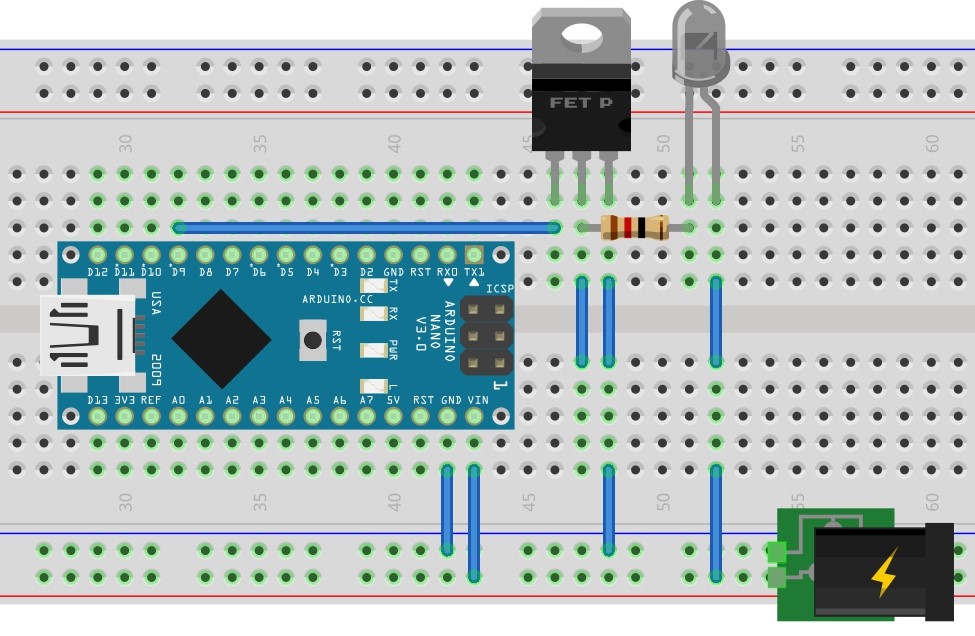 FET P
30 35 40 45 50 55 60
D12 D11 D10 D9 D8 D7 D6 D5 D4 D3 D2 GND RST RX0 TX1
USA
ARDUINO.CC
TX
RX
RST
PWR
L
ARDUINO
NANO
V3.0
ICSP
1
2009
D13 3V3 REF A0 A1 A2 A3 A4 A5 A6 A7 5V RST GND VIN
30 35 40 45 50 55 60